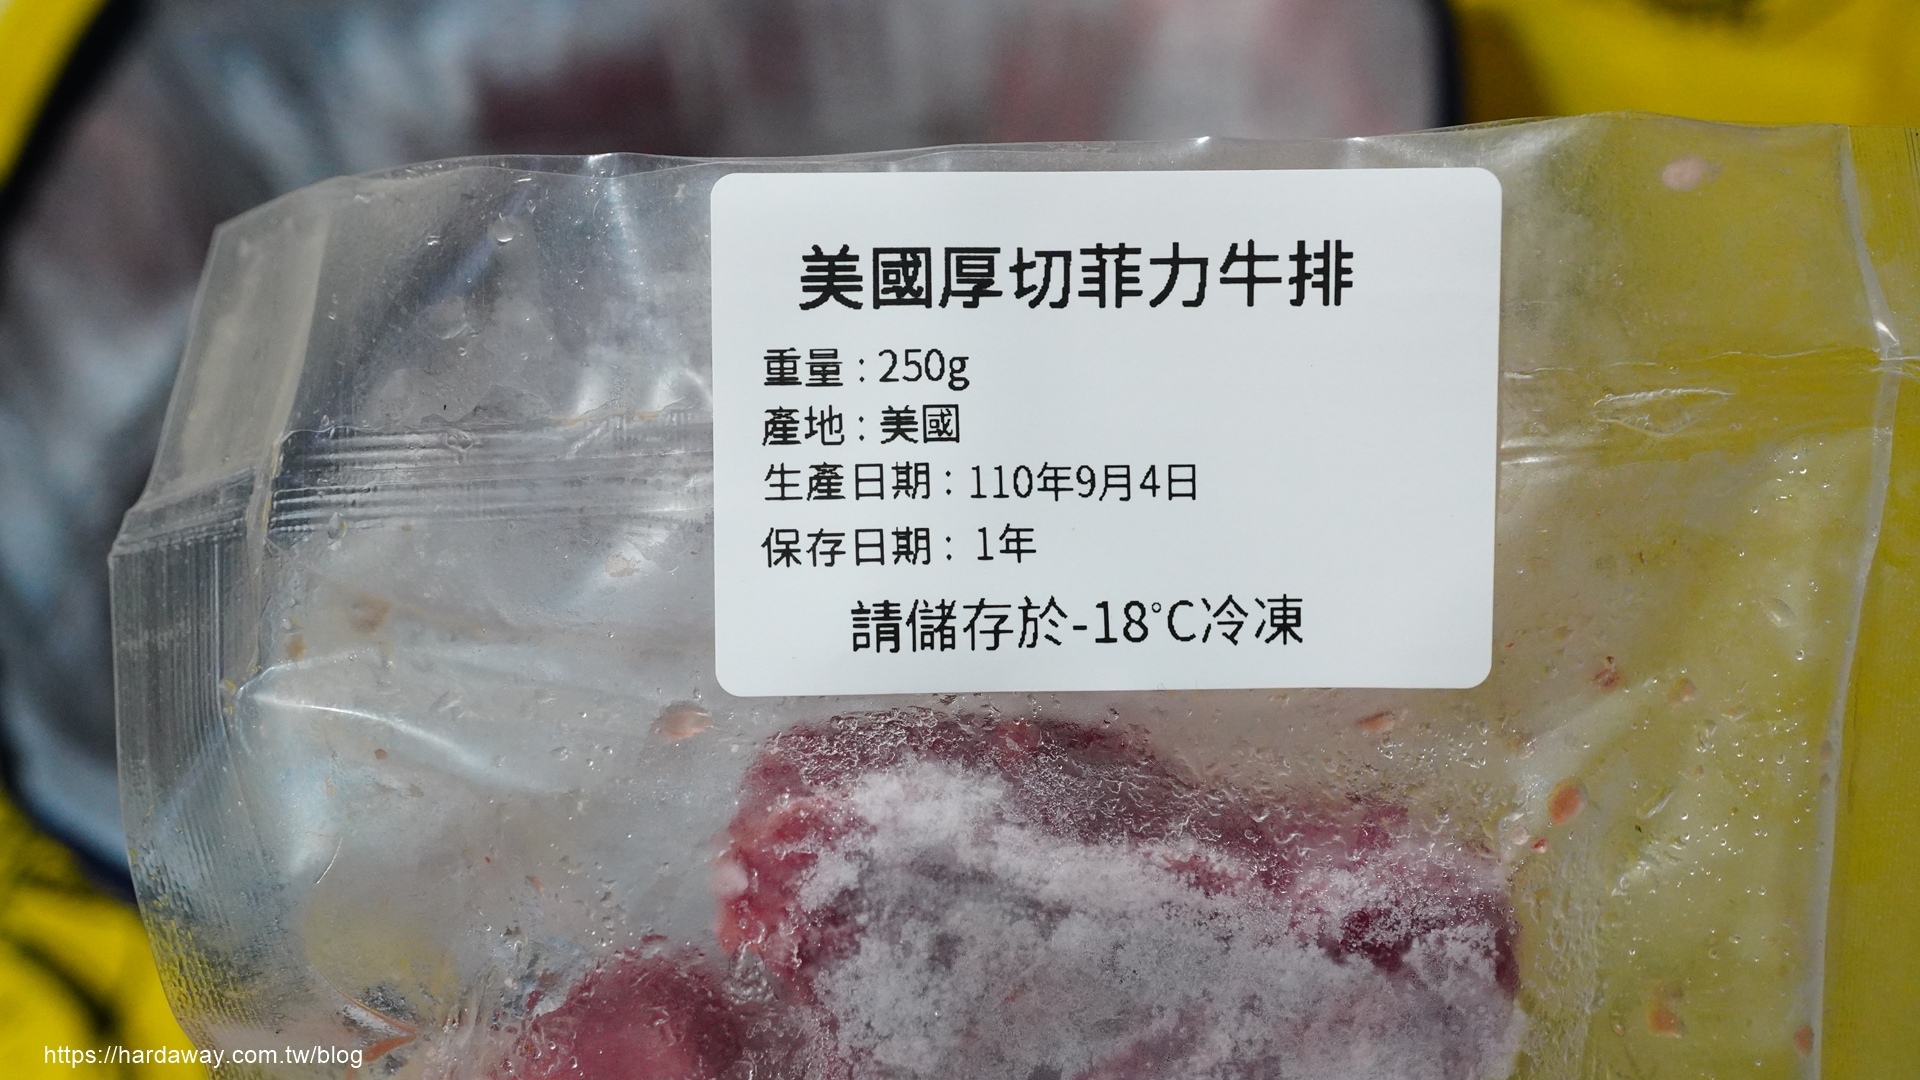 美國厚切菲力牛排
重量：250g
產地：美國
生產日期：110年9月4日
保存日期：1年
請儲存於-18°C冷凍
https://hardaway.com.tw/blog